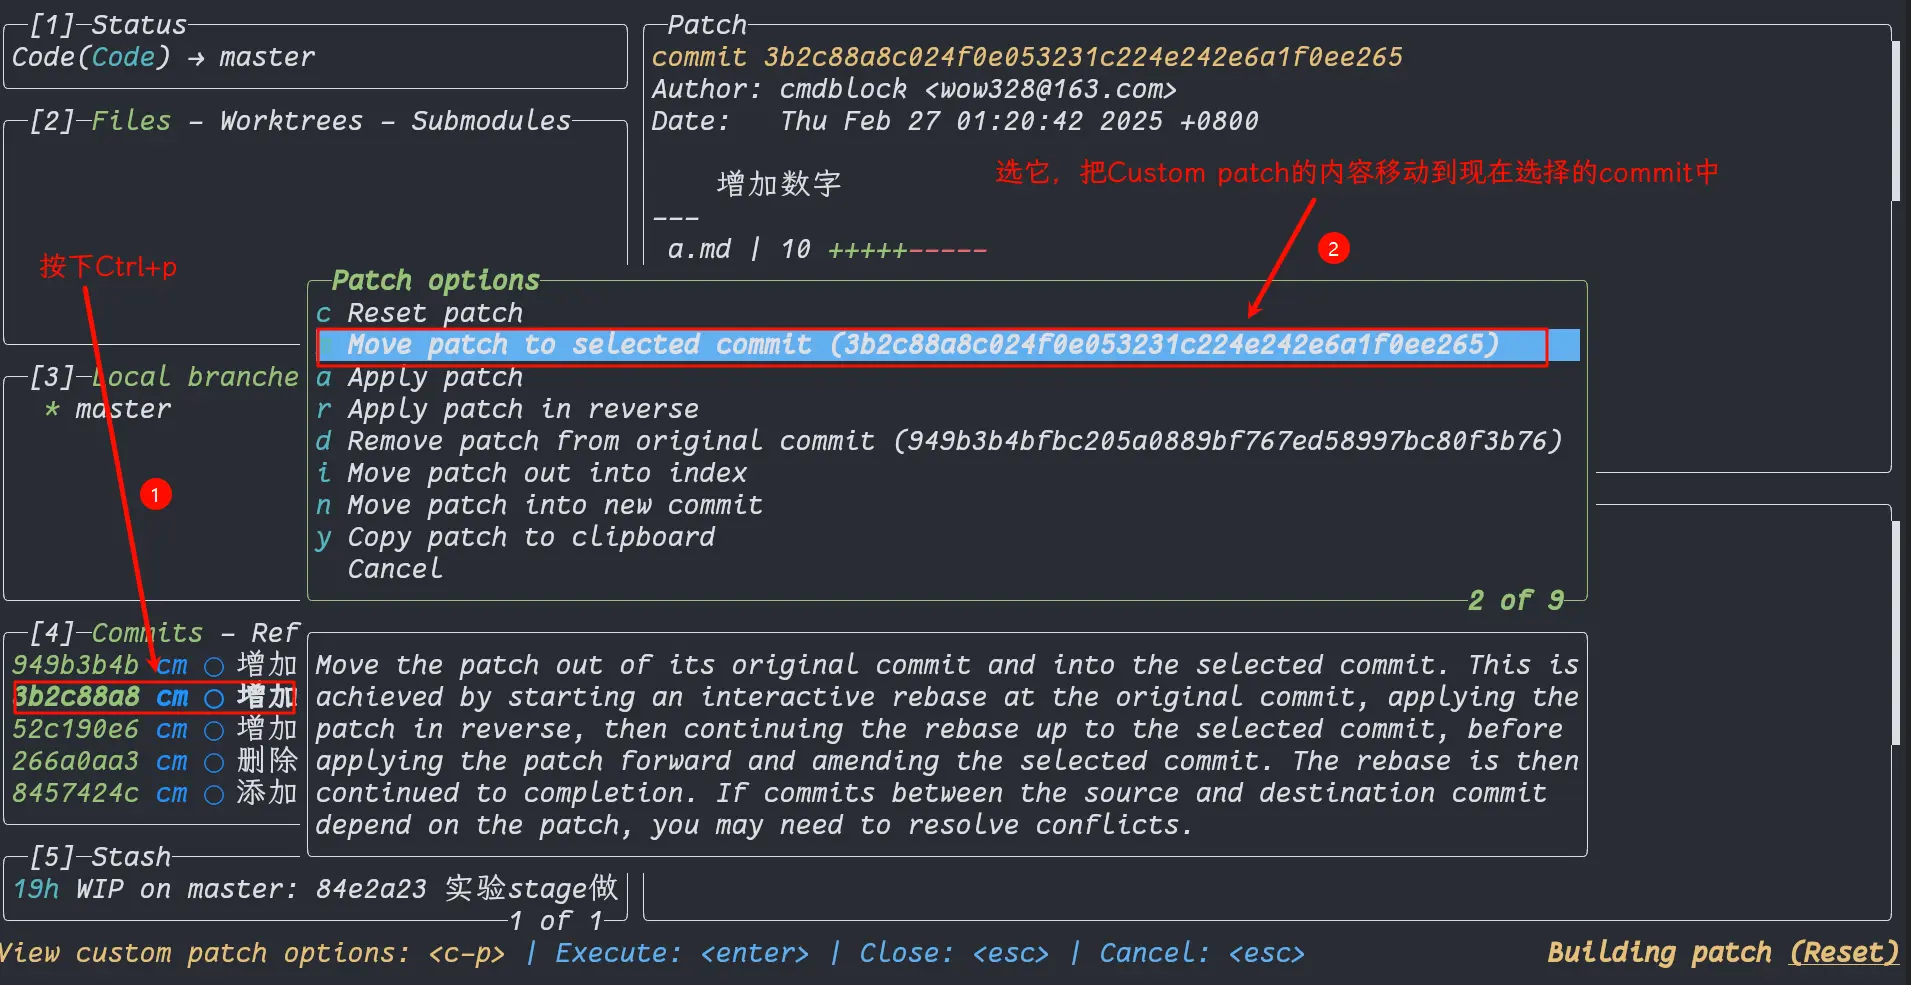 [1] Status
Code(Code) → master
[2] Files - Worktrees - Submodules
按下Ctrl+p
[3] Local branche
* master
1
[4] Commits - Ref
949b3b4b cm ○ 增加
3b2c88a8 cm ○ 增加
52c190e6 cm ○ 增加
266a0aa3 cm ○ 删除
8457424c cm ○ 添加
[5] Stash
19h WIP on master: 84e2a23 实验stage做
1 of 1
Patch
commit 3b2c88a8c024f0e053231c224e242e6a1f0ee265
Author: cmdblock <wow328@163.com>
Date:   Thu Feb 27 01:20:42 2025 +0800
选它，把Custom patch的内容移动到现在选择的commit中
增加数字
---
a.md | 10 +++++-----
2
Patch options
c Reset patch
Move patch to selected commit (3b2c88a8c024f0e053231c224e242e6a1f0ee265)
a Apply patch
r Apply patch in reverse
d Remove patch from original commit (949b3b4bfbc205a0889bf767ed58997bc80f3b76)
i Move patch out into index
n Move patch into new commit
y Copy patch to clipboard
Cancel
2 of 9
Move the patch out of its original commit and into the selected commit. This is
achieved by starting an interactive rebase at the original commit, applying the
patch in reverse, then continuing the rebase up to the selected commit, before
applying the patch forward and amending the selected commit. The rebase is then
continued to completion. If commits between the source and destination commit
depend on the patch, you may need to resolve conflicts.
View custom patch options: <c-p> | Execute: <enter> | Close: <esc> | Cancel: <esc>
Building patch (Reset)